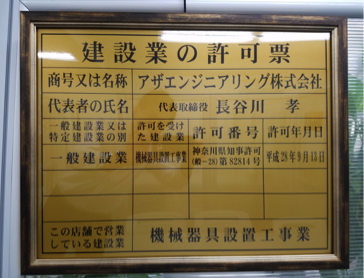 建設業の許可票
商号又は名称 アザエンジニアリング株式会社
代表者の氏名 代表取締役 長谷川 孝
一般建設業又は特定建設業の別 許可を受けた建設業 許可番号 許可年月日
一般建設業 機械器具設置工事業 神奈川県知事許可(般-28)第82814号 平成28年9月13日
この店舗で営業している建設業 機械器具設置工事業